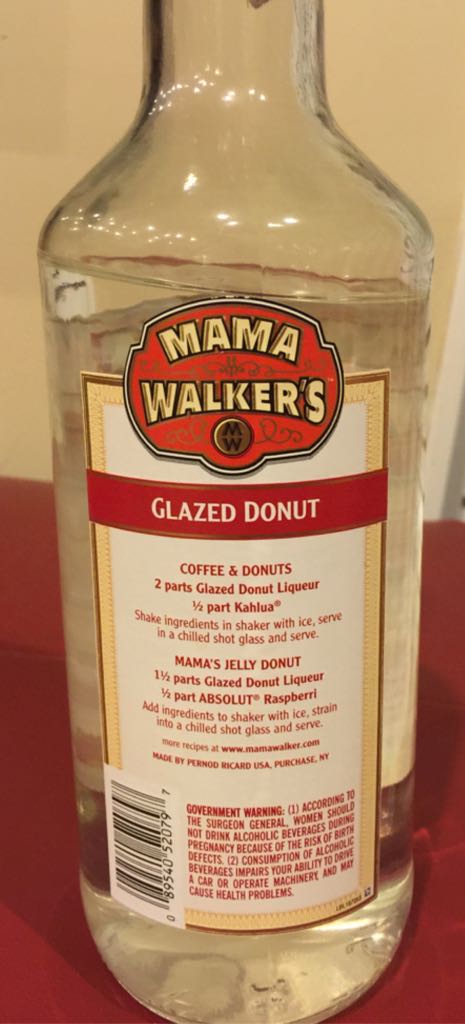 MAMA
WALKER'S™
MW
GLAZED DONUT
COFFEE & DONUTS
2 parts Glazed Donut Liqueur
½ part Kahlua®
Shake ingredients in shaker with ice, serve
in a chilled shot glass and serve.
MAMA'S JELLY DONUT
1½ parts Glazed Donut Liqueur
½ part ABSOLUT® Raspberri
Add ingredients to shaker with ice, strain
into a chilled shot glass and serve.
more recipes at www.mamawalker.com
MADE BY PERNOD RICARD USA, PURCHASE, NY
GOVERNMENT WARNING: (1) ACCORDING TO
THE SURGEON GENERAL, WOMEN SHOULD
NOT DRINK ALCOHOLIC BEVERAGES DURING
PREGNANCY BECAUSE OF THE RISK OF BIRTH
DEFECTS. (2) CONSUMPTION OF ALCOHOLIC
BEVERAGES IMPAIRS YOUR ABILITY TO DRIVE
A CAR OR OPERATE MACHINERY, AND MAY
CAUSE HEALTH PROBLEMS.
0 89540 52079 7